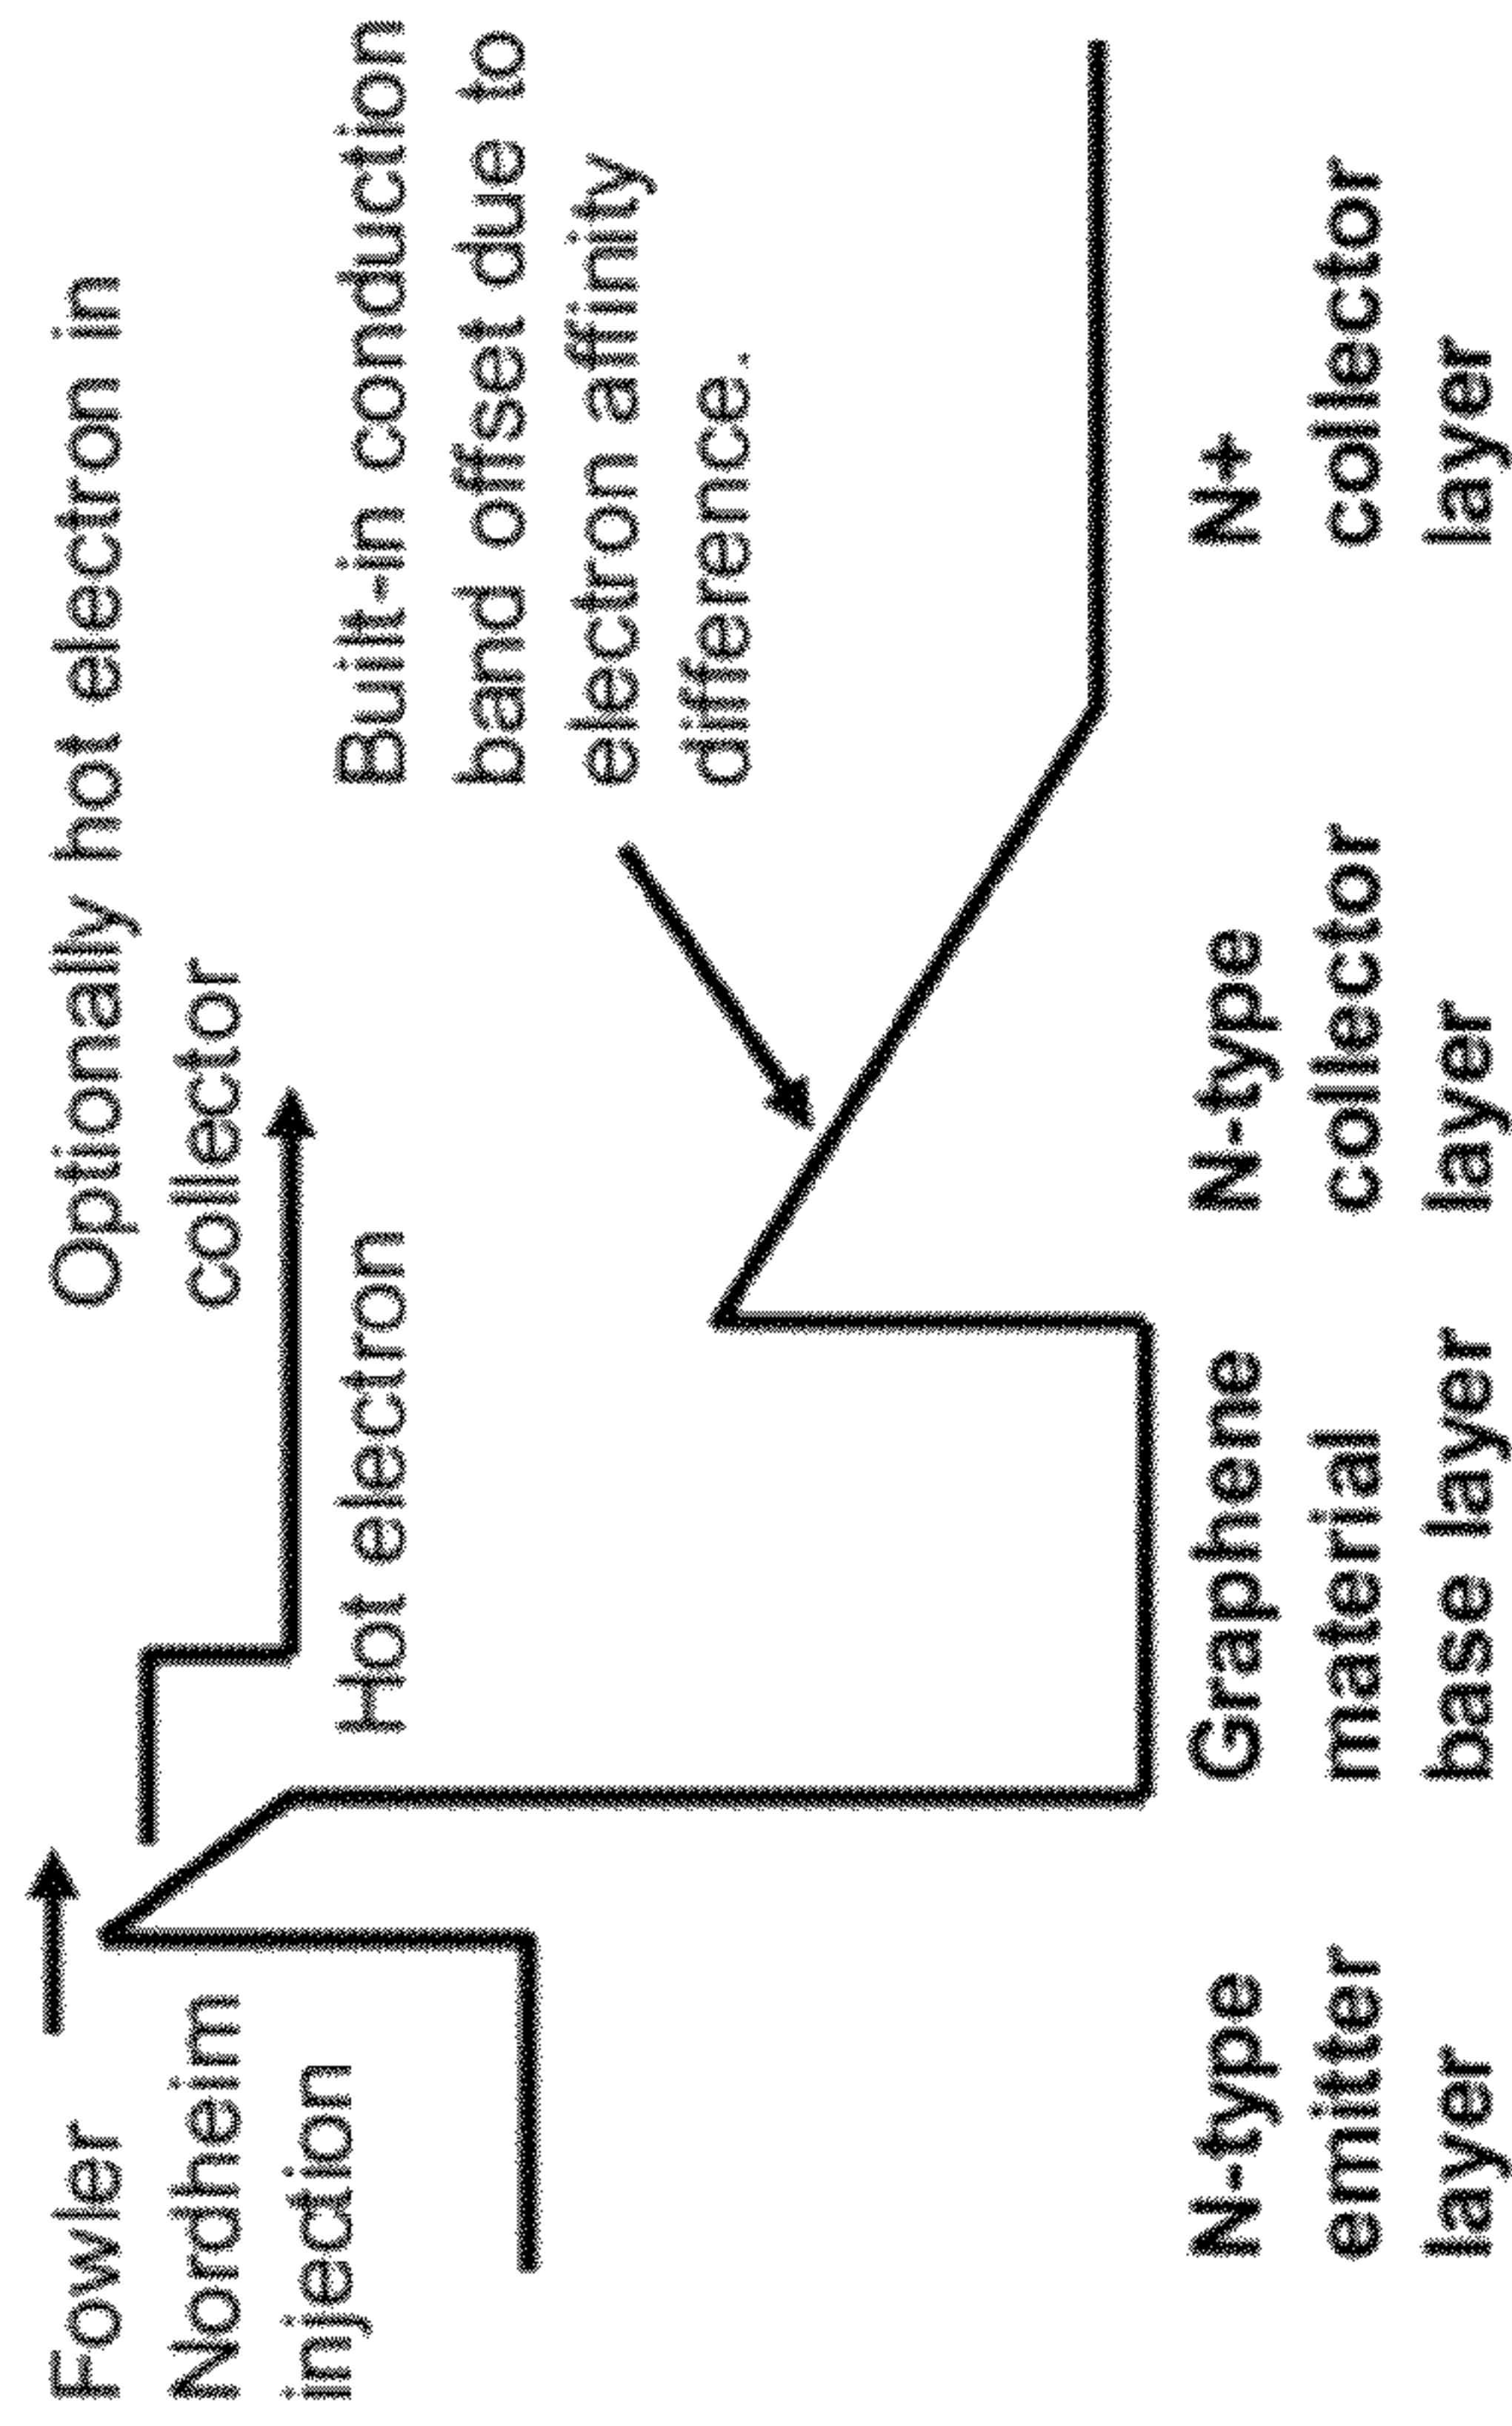 Fowler
Nordheim
injection
Optionally hot electron in
collector
Hot electron
Built-in conduction
band offset due to
electron affinity
difference.
N-type
emitter
layer
Graphene
material
base layer
N-type
collector
layer
N+
collector
layer